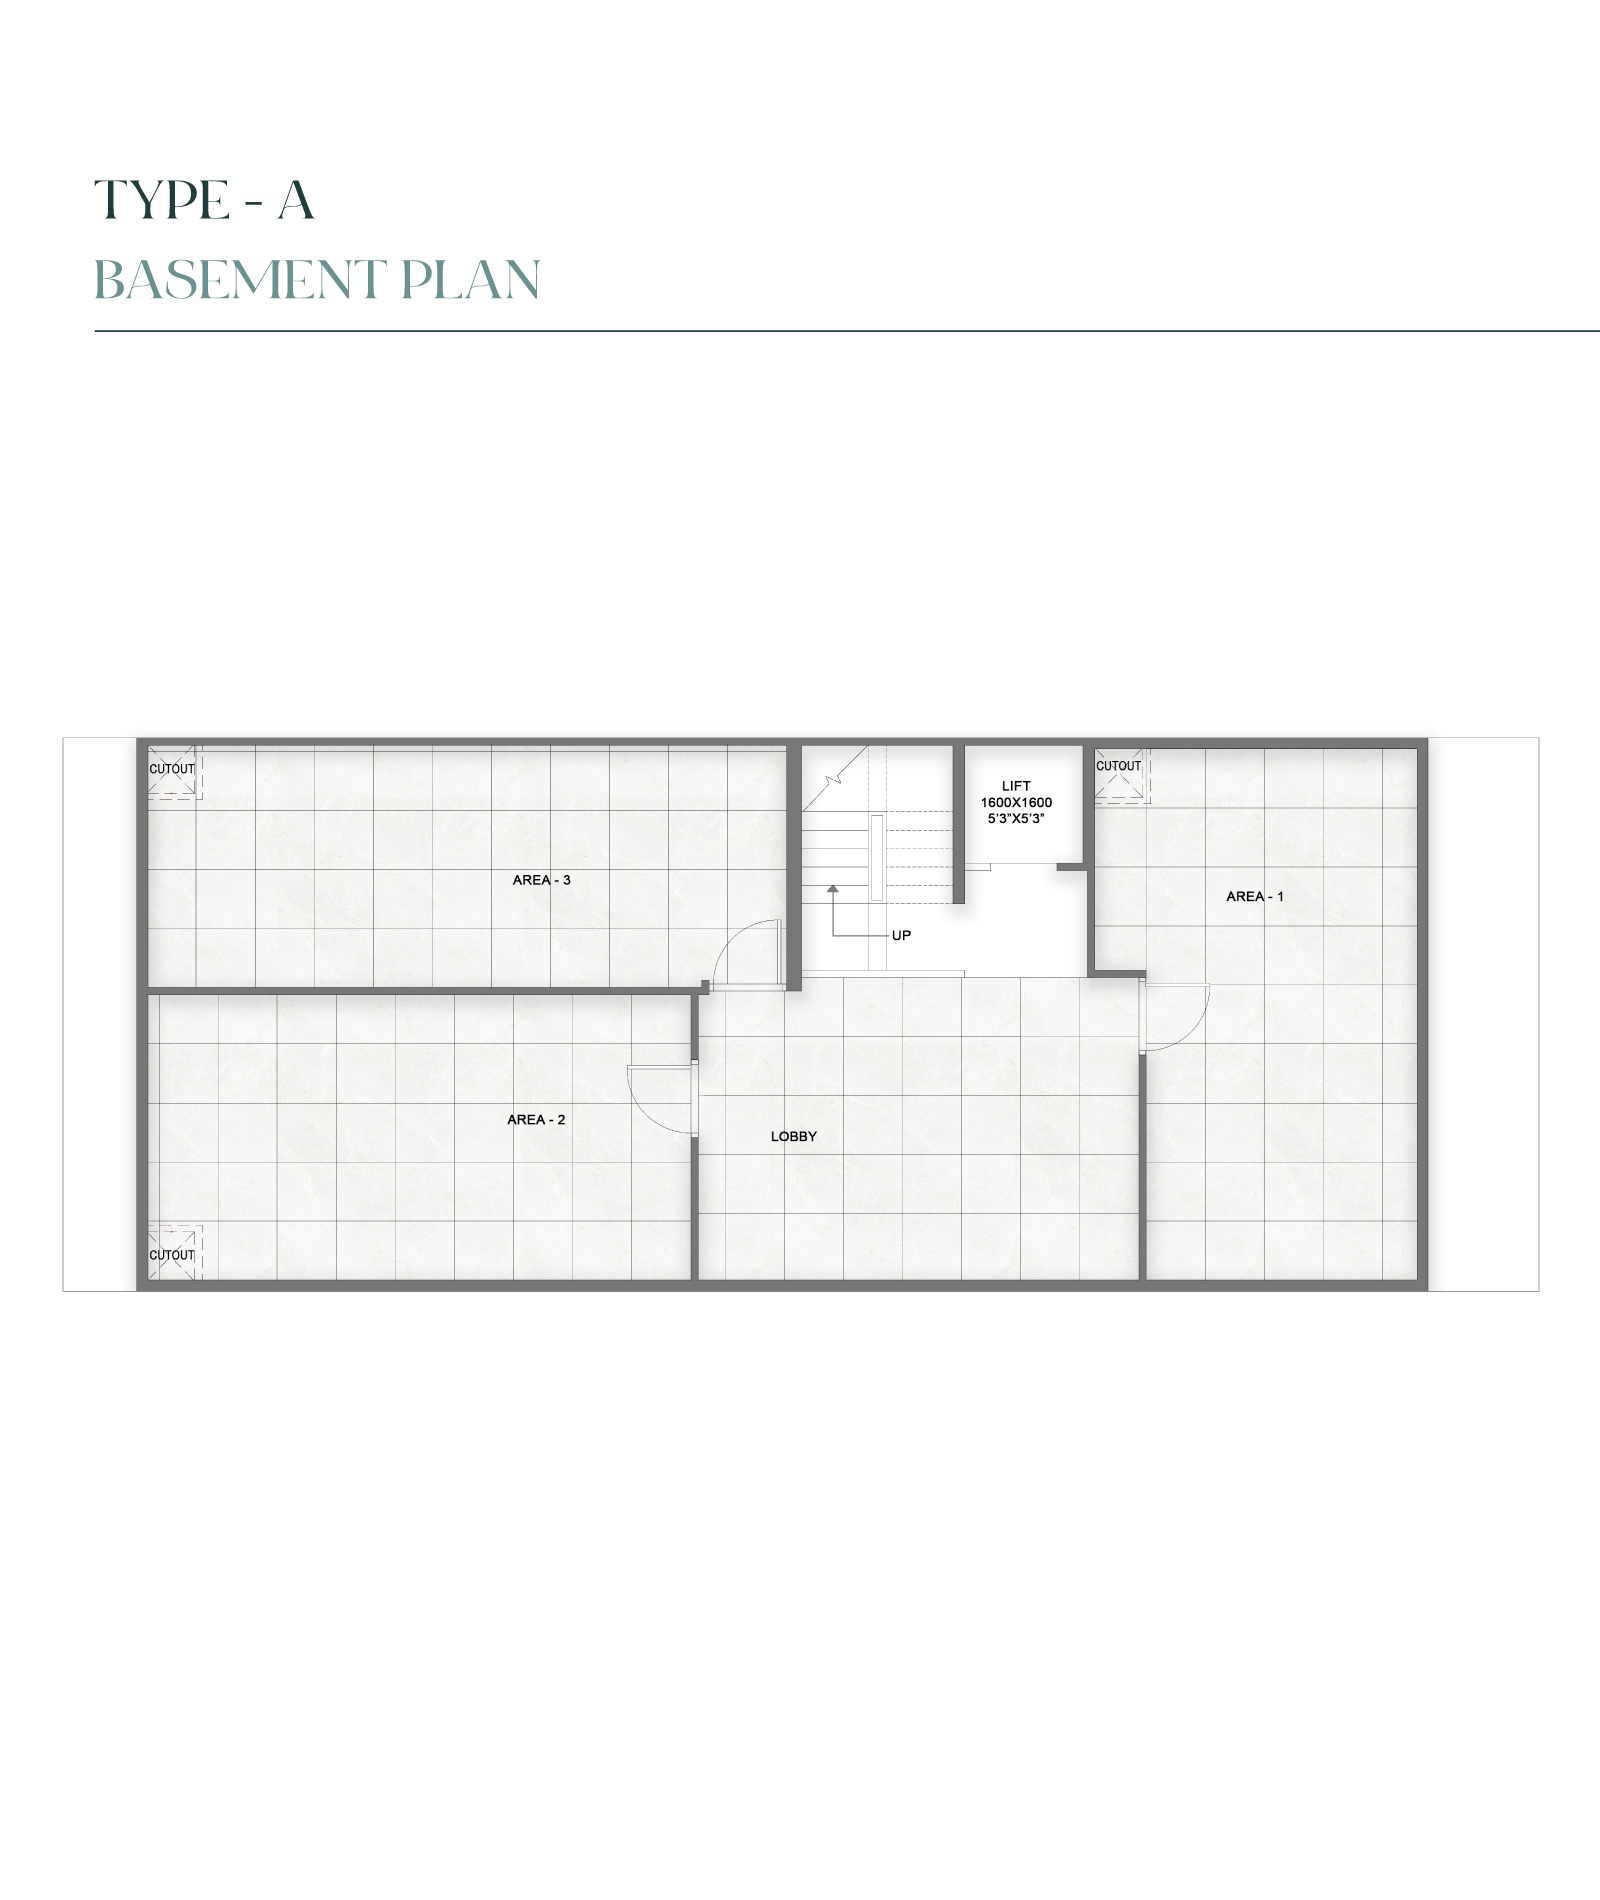 TYPE - A
BASEMENT PLAN
CUTOUT
CUTOUT
LIFT
1600X1600
5'3"X5'3"
AREA - 3
AREA - 1
UP
AREA - 2
LOBBY
CUTOUT